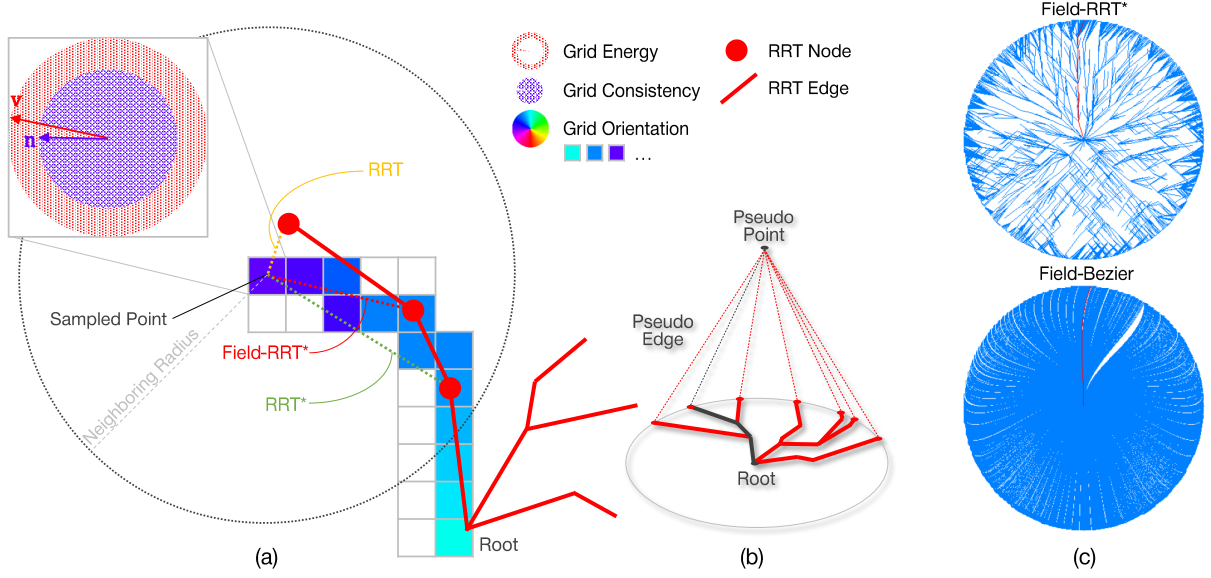 Field-RRT*
v
n
Grid Energy
Grid Consistency
Grid Orientation
...
RRT Node
RRT Edge
RRT
Sampled Point
Neighboring Radius
Field-RRT*
RRT*
Root
(a)
Pseudo
Point
Pseudo
Edge
Root
(b)
Field-Bezier
(c)